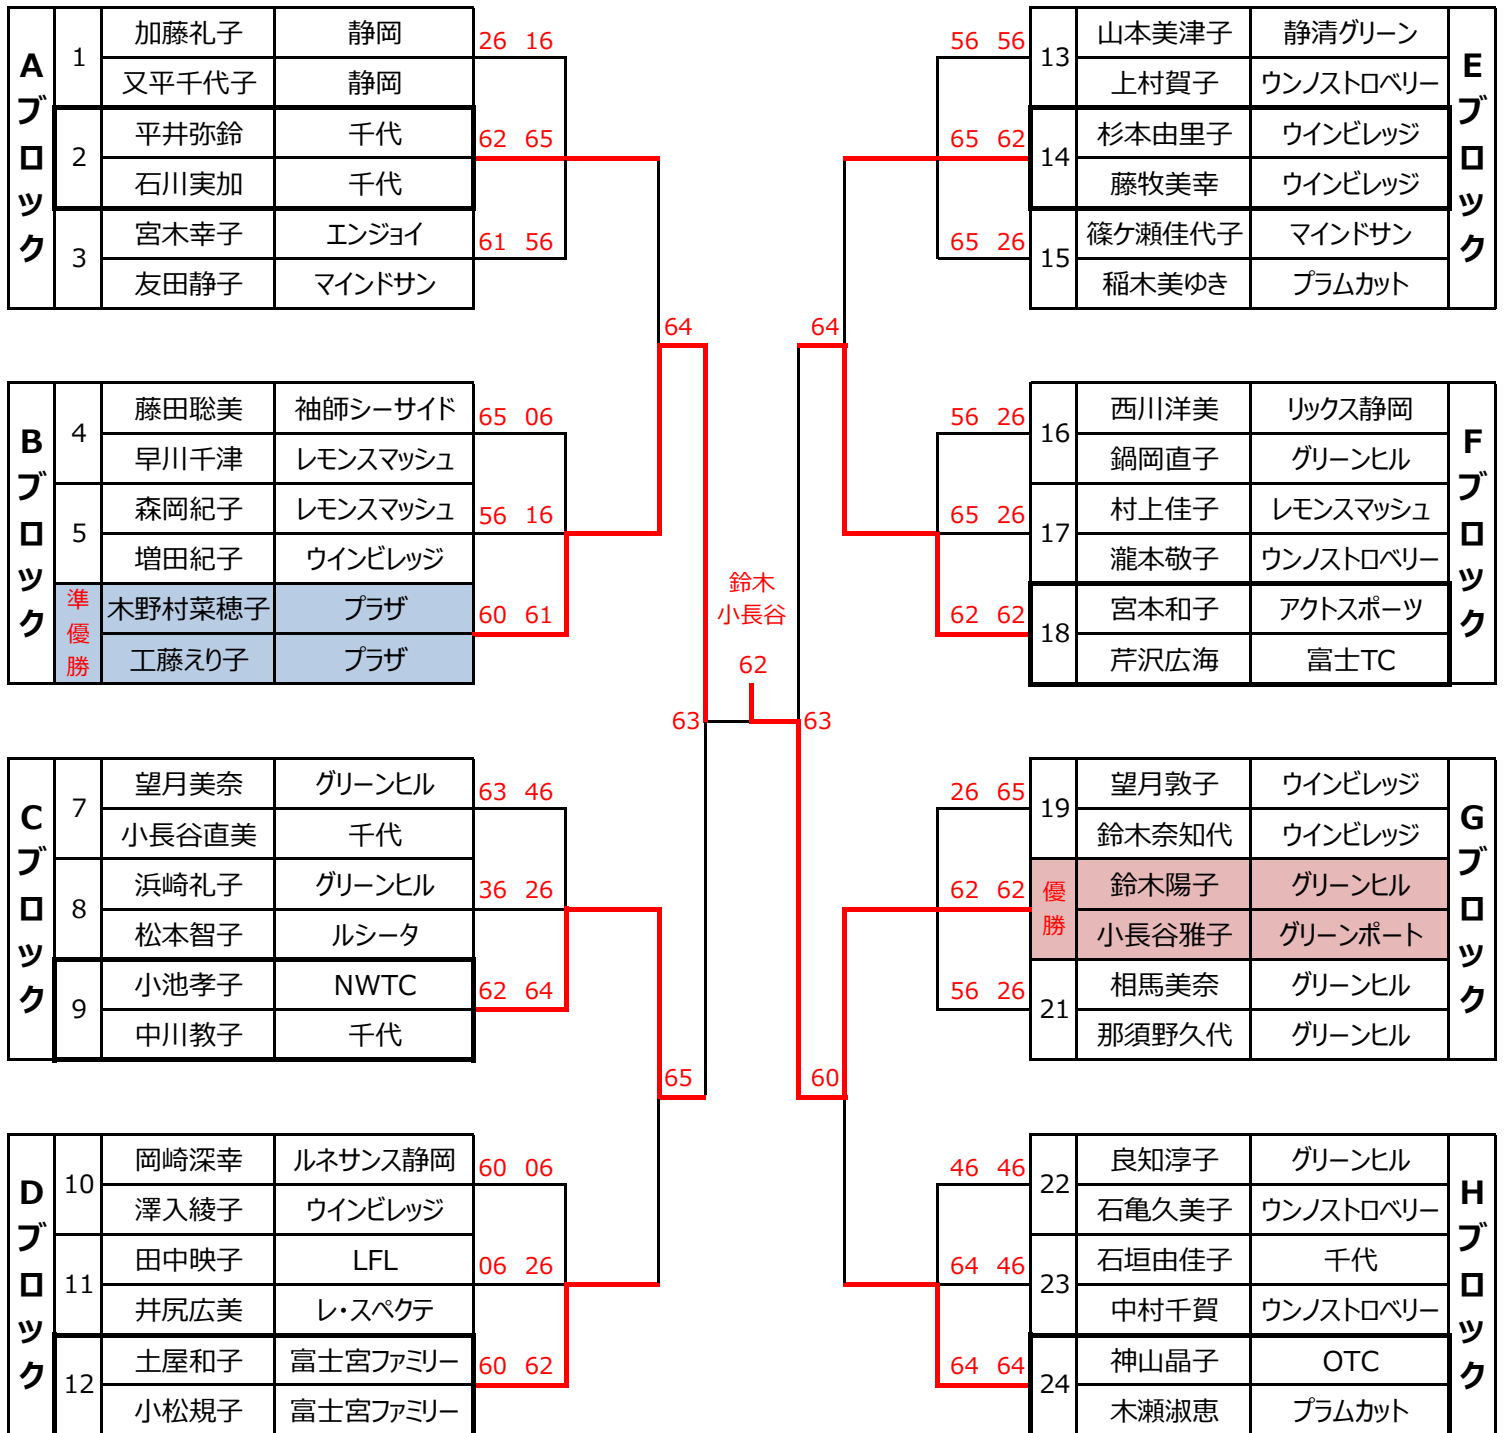 Aブロック
1 加藤礼子 静岡 26 16
又平千代子 静岡
2 平井弥鈴 千代 62 65
石川実加 千代
3 宮木幸子 エンジョイ 61 56
友田静子 マインドサン
Bブロック
4 藤田聡美 袖師シーサイド 65 06
早川千津 レモンスマッシュ
5 森岡紀子 レモンスマッシュ 56 16
増田紀子 ウインビレッジ
準優勝 木野村菜穂子 プラザ 60 61
工藤えり子 プラザ
Cブロック
7 望月美奈 グリーンヒル 63 46
小長谷直美 千代
8 浜崎礼子 グリーンヒル 36 26
松本智子 ルシータ
9 小池孝子 NWTC 62 64
中川教子 千代
Dブロック
10 岡崎深幸 ルネサンス静岡 60 06
澤入綾子 ウインビレッジ
11 田中映子 LFL 06 26
井尻広美 レ・スペクテ
12 土屋和子 富士宮ファミリー 60 62
小松規子 富士宮ファミリー
64
65
63
鈴木
小長谷
62
63
64
60
Eブロック
56 56 13 山本美津子 静清グリーン
上村賀子 ウンノストロベリー
65 62 14 杉本由里子 ウインビレッジ
藤牧美幸 ウインビレッジ
65 26 15 篠ケ瀬佳代子 マインドサン
稲木美ゆき プラムカット
Fブロック
56 26 16 西川洋美 リックス静岡
鍋岡直子 グリーンヒル
65 26 17 村上佳子 レモンスマッシュ
瀧本敬子 ウンノストロベリー
62 62 18 宮本和子 アクトスポーツ
芹沢広海 富士TC
Gブロック
26 65 19 望月敦子 ウインビレッジ
鈴木奈知代 ウインビレッジ
62 62 優勝 鈴木陽子 グリーンヒル
小長谷雅子 グリーンポート
56 26 21 相馬美奈 グリーンヒル
那須野久代 グリーンヒル
Hブロック
46 46 22 良知淳子 グリーンヒル
石亀久美子 ウンノストロベリー
64 46 23 石垣由佳子 千代
中村千賀 ウンノストロベリー
64 64 24 神山晶子 OTC
木瀬淑恵 プラムカット